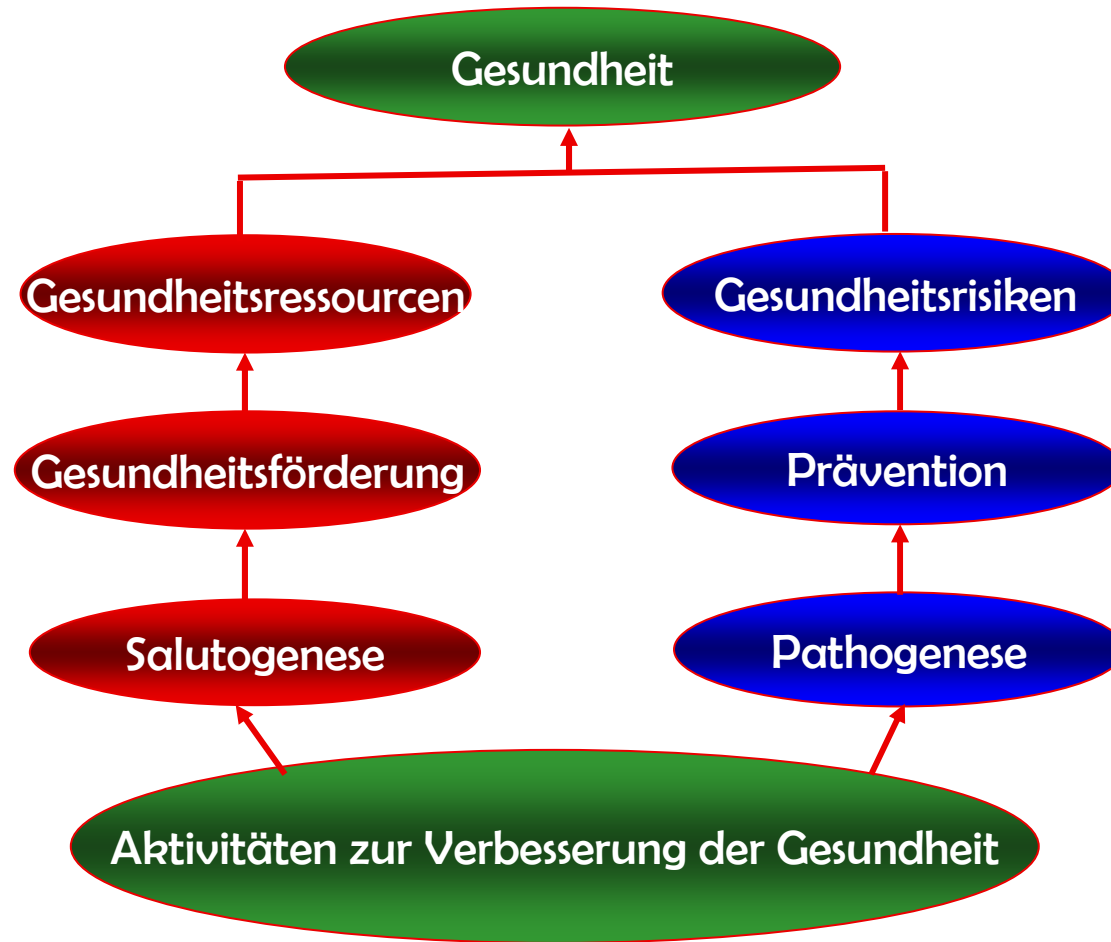 Gesundheit
Gesundheitsressourcen
Gesundheitsrisiken
Gesundheitsförderung
Prävention
Salutogenese
Pathogenese
Aktivitäten zur Verbesserung der Gesundheit